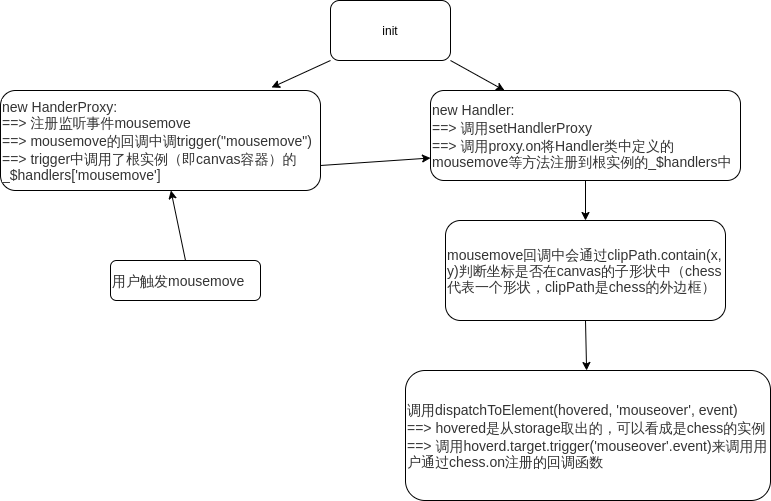 init
new HanderProxy:
==> 注册监听事件mousemove
==> mousemove的回调中调trigger("mousemove")
==> trigger中调用了根实例（即canvas容器）的
_$handlers['mousemove']
new Handler:
==> 调用setHandlerProxy
==> 调用proxy.on将Handler类中定义的
mousemove等方法注册到根实例的_$handlers中
用户触发mousemove
mousemove回调中会通过clipPath.contain(x,
y)判断坐标是否在canvas的子形状中（chess
代表一个形状，clipPath是chess的外边框）
调用dispatchToElement(hovered, 'mouseover', event)
==> hovered是从storage取出的，可以看成是chess的实例
==> 调用hoverd.target.trigger('mouseover'.event)来调用用
户通过chess.on注册的回调函数